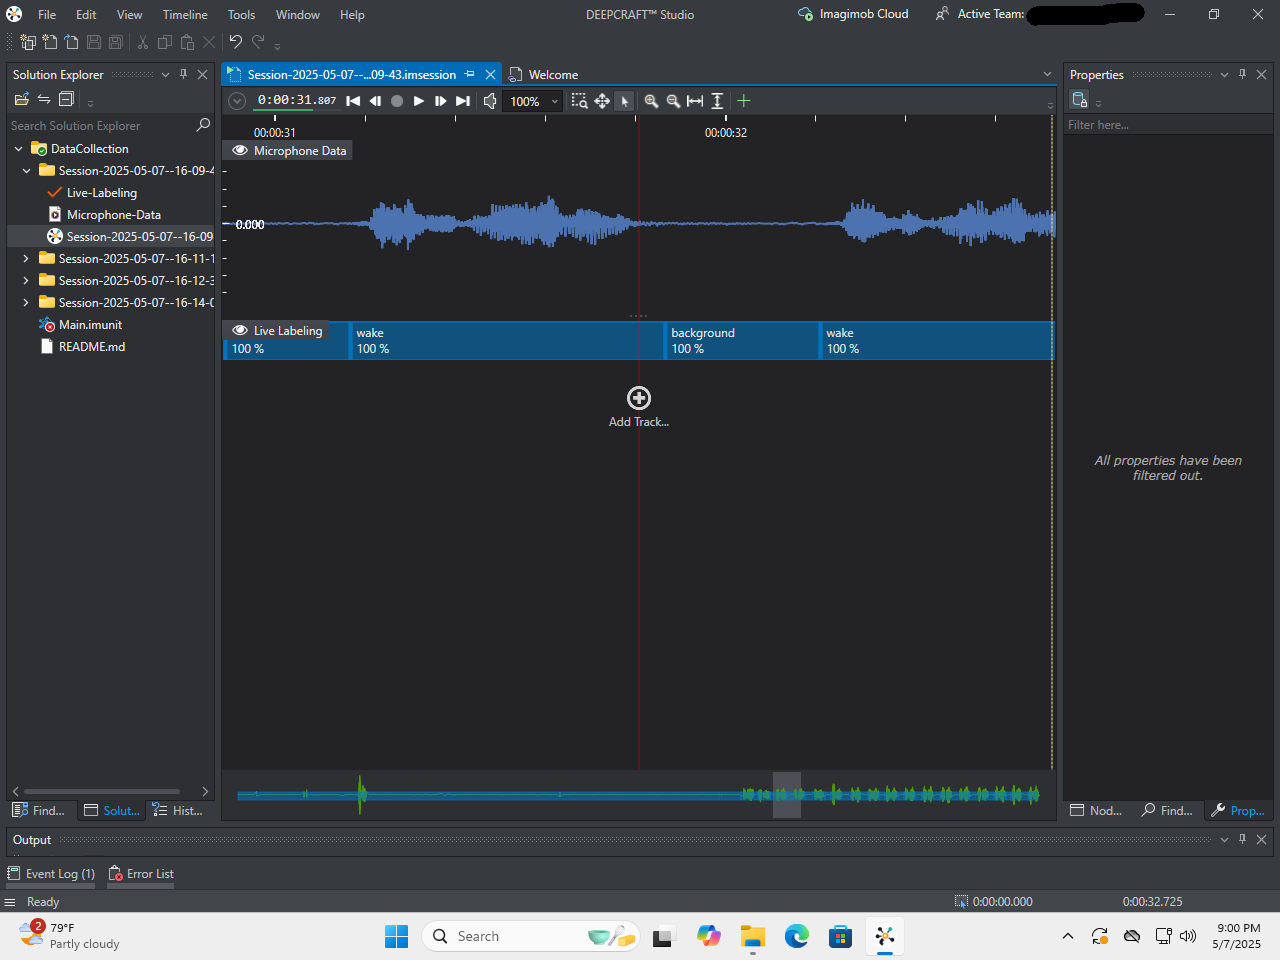 File Edit View Timeline Tools Window Help DEEPCRAFT™ Studio Imagimob Cloud Active Team:
Solution Explorer
Search Solution Explorer
DataCollection
Session-2025-05-07--16-09-4
Live-Labeling
Microphone-Data
Session-2025-05-07--16-09
Session-2025-05-07--16-11-1
Session-2025-05-07--16-12-3
Session-2025-05-07--16-14-0
Main.imunit
README.md
Find... Solut... Hist...
Session-2025-05-07--...09-43.imsession Welcome
0:00:31.807 100%
00:00:31 00:00:32
Microphone Data
0.000
Live Labeling
100 %
wake
100 %
background
100 %
wake
100 %
Add Track...
Properties
Filter here...
All properties have been
filtered out.
Nod... Find... Prop...
Output
Event Log (1) Error List
Ready 0:00:00.000 0:00:32.725
2
79°F
Partly cloudy
Search
9:00 PM
5/7/2025